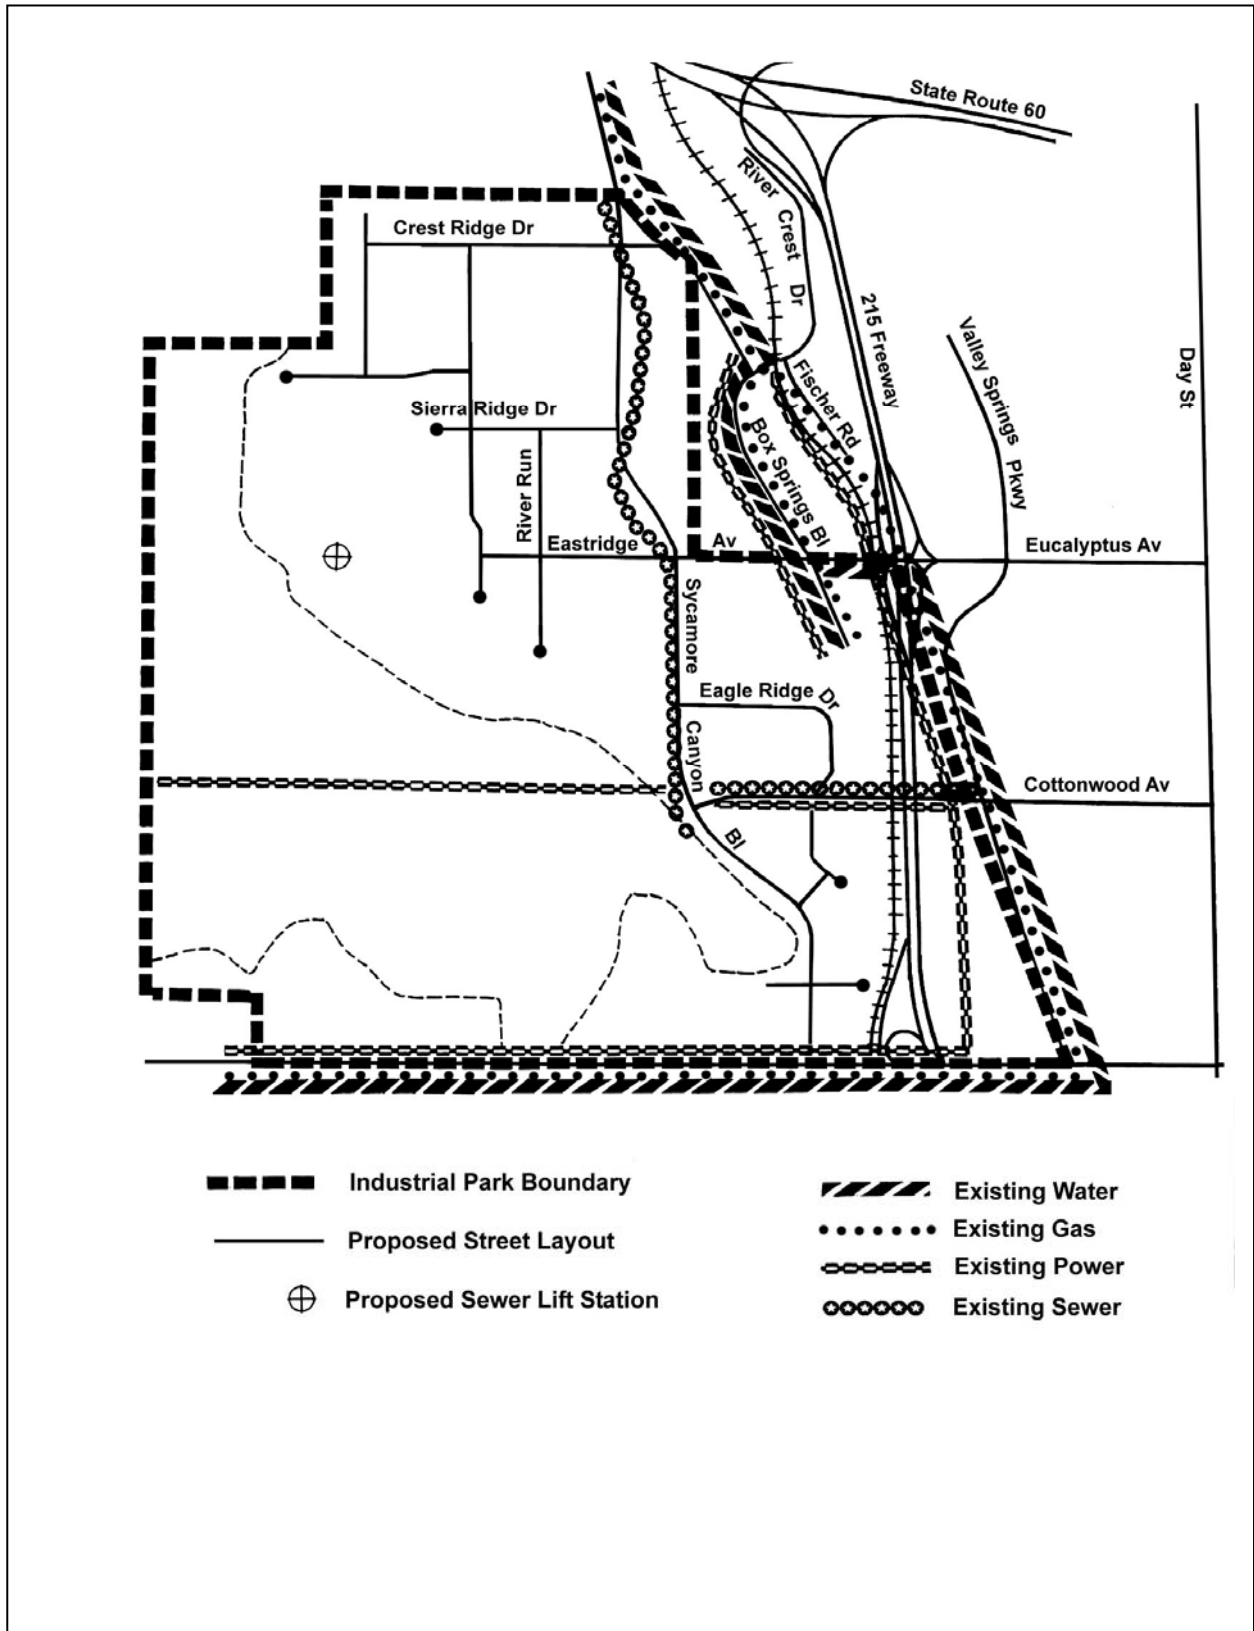 State Route 60
River Crest Dr
Crest Ridge Dr
215 Freeway
Valley Springs Pkwy
Day St
Fischer Rd
Sierra Ridge Dr
Box Springs Bl
River Run
Eastridge Av
Eucalyptus Av
Sycamore Canyon Bl
Eagle Ridge Dr
Cottonwood Av
Industrial Park Boundary
Proposed Street Layout
Proposed Sewer Lift Station
Existing Water
Existing Gas
Existing Power
Existing Sewer